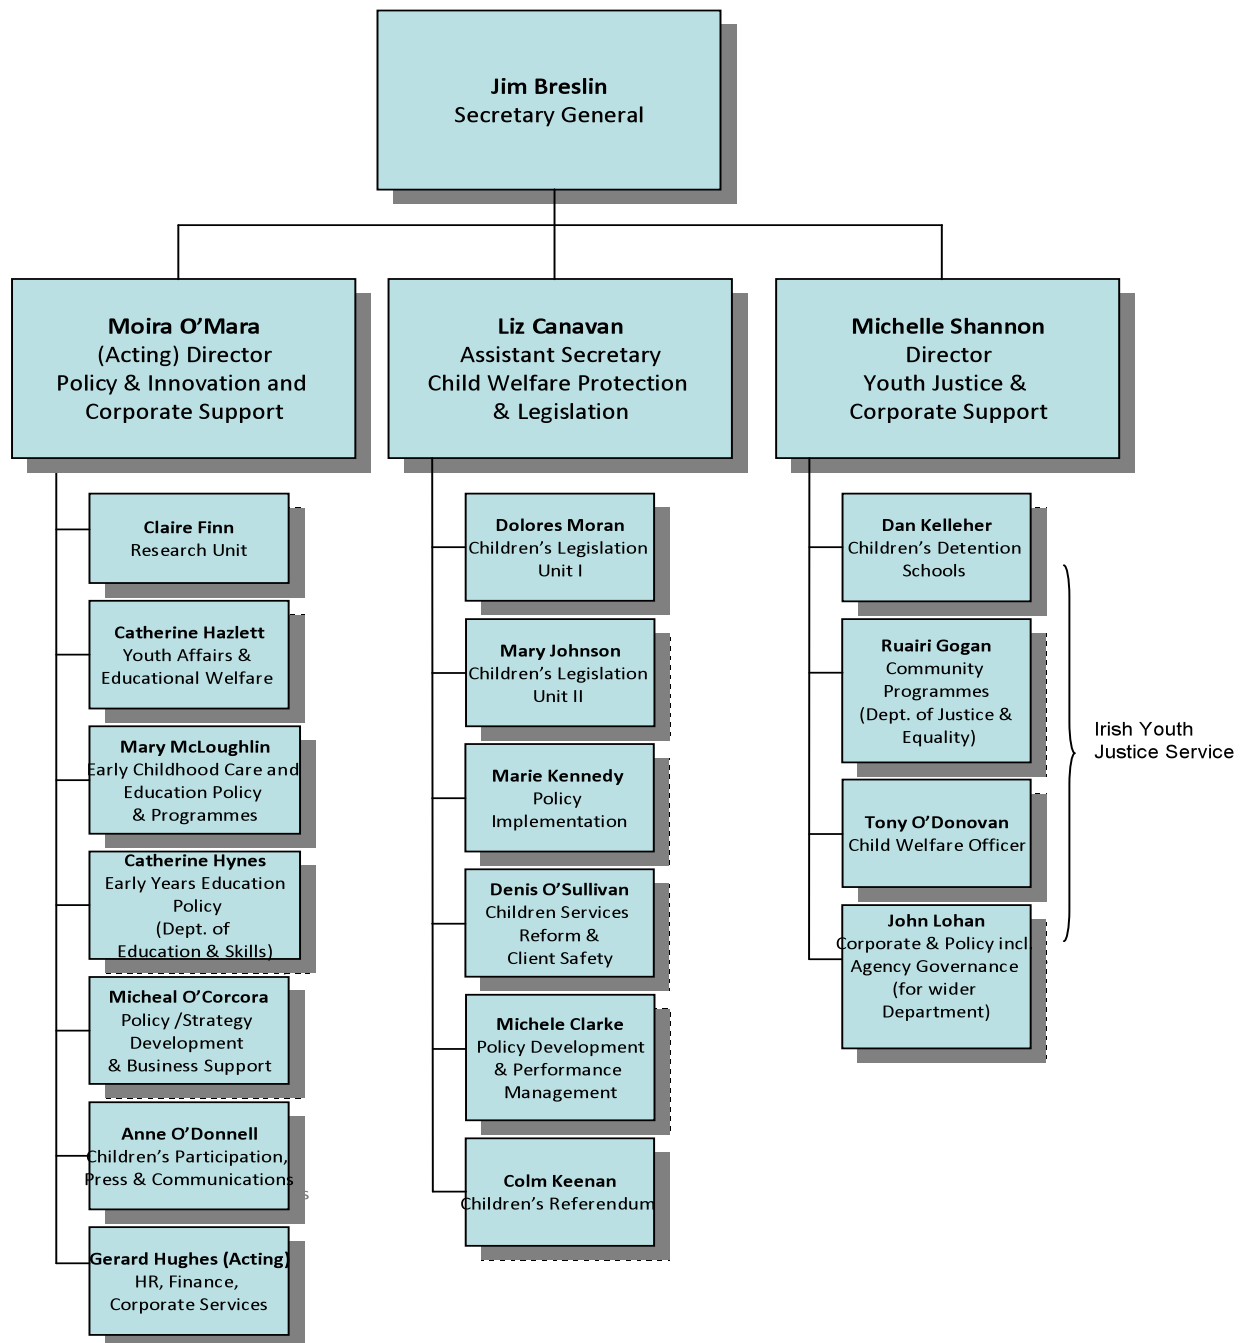 Jim Breslin
Secretary General
Moira O’Mara
(Acting) Director
Policy & Innovation and
Corporate Support
Liz Canavan
Assistant Secretary
Child Welfare Protection
& Legislation
Michelle Shannon
Director
Youth Justice &
Corporate Support
Claire Finn
Research Unit
Catherine Hazlett
Youth Affairs &
Educational Welfare
Mary McLoughlin
Early Childhood Care and
Education Policy
& Programmes
Catherine Hynes
Early Years Education
Policy
(Dept. of
Education & Skills)
Micheal O’Corcora
Policy /Strategy
Development
& Business Support
Anne O’Donnell
Children’s Participation,
Press & Communications
Gerard Hughes (Acting)
HR, Finance,
Corporate Services
Dolores Moran
Children’s Legislation
Unit I
Mary Johnson
Children’s Legislation
Unit II
Marie Kennedy
Policy
Implementation
Denis O’Sullivan
Children Services
Reform &
Client Safety
Michele Clarke
Policy Development
& Performance
Management
Colm Keenan
Children’s Referendum
Dan Kelleher
Children’s Detention
Schools
Ruairi Gogan
Community
Programmes
(Dept. of Justice &
Equality)
Tony O’Donovan
Child Welfare Officer
John Lohan
Corporate & Policy incl.
Agency Governance
(for wider
Department)
Irish Youth
Justice Service